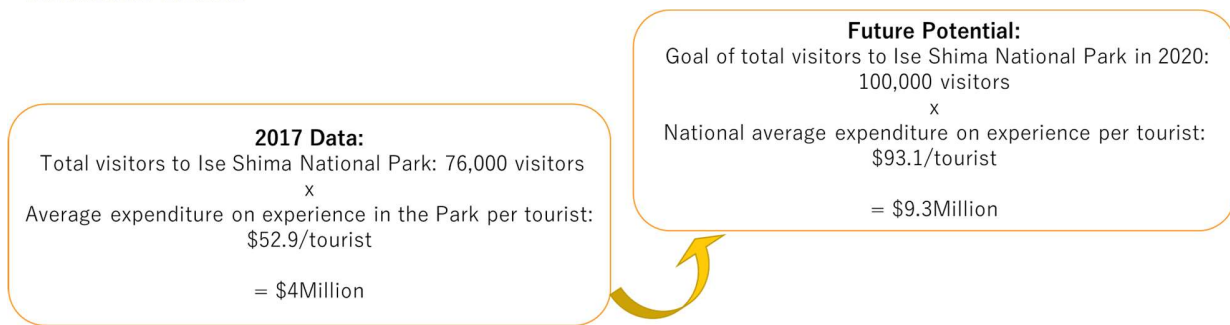 Future Potential:
Goal of total visitors to Ise Shima National Park in 2020:
100,000 visitors
x
National average expenditure on experience per tourist:
$93.1/tourist
= $9.3Million
2017 Data:
Total visitors to Ise Shima National Park: 76,000 visitors
x
Average expenditure on experience in the Park per tourist:
$52.9/tourist
= $4Million